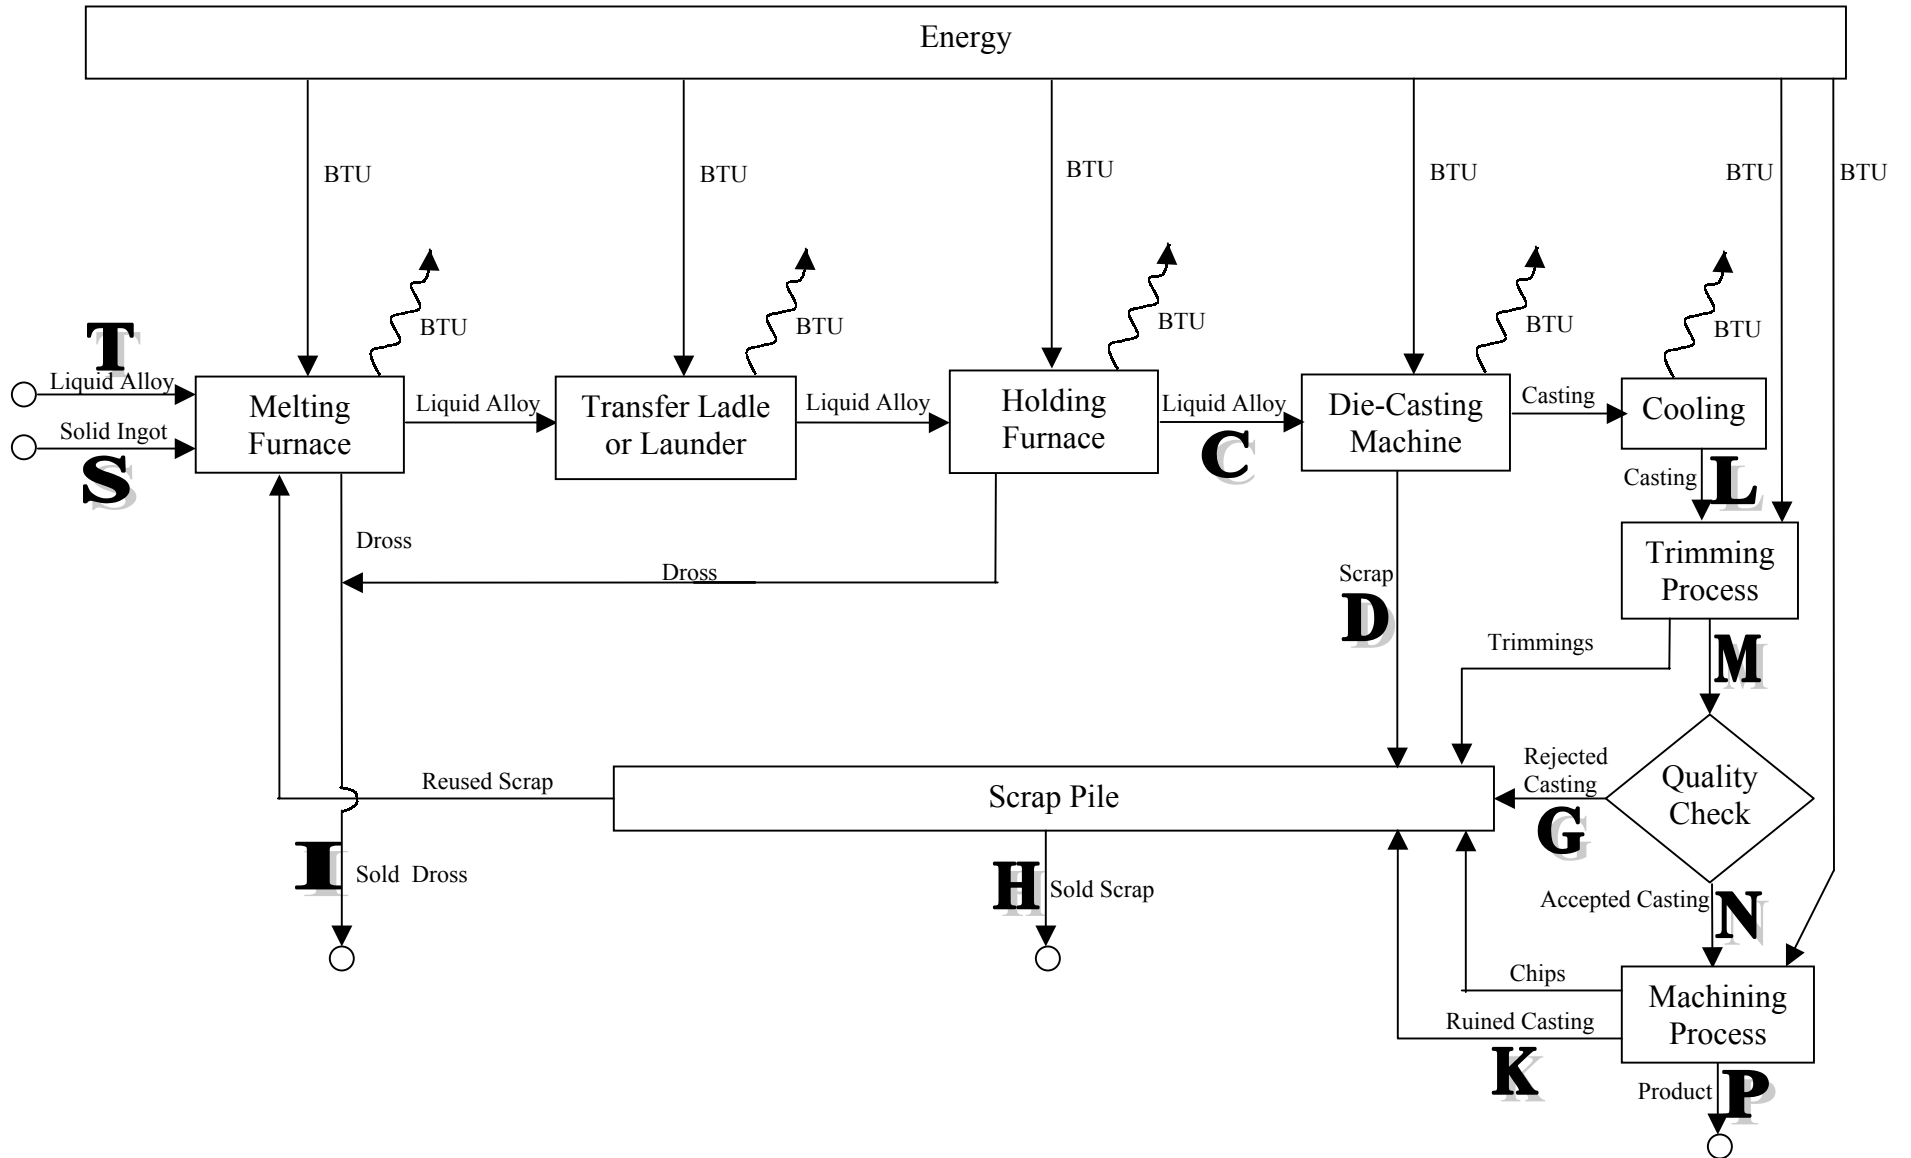 Energy
BTU
BTU
BTU
BTU
BTU
BTU
BTU
BTU
BTU
BTU
BTU
T
Liquid Alloy
Solid Ingot
S
Melting
Furnace
Liquid Alloy
Transfer Ladle
or Launder
Liquid Alloy
Holding
Furnace
Liquid Alloy
C
Die-Casting
Machine
Casting
Cooling
Casting
L
Dross
Dross
Scrap
D
Trimming
Process
Trimmings
M
Reused Scrap
Scrap Pile
Rejected
Casting
G
Quality
Check
I
Sold Dross
H
Sold Scrap
Accepted Casting
N
Chips
Ruined Casting
K
Machining
Process
Product
P